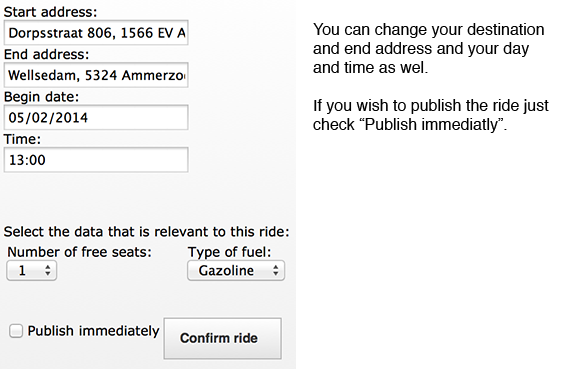 Start address:
Dorpsstraat 806, 1566 EV A
End address:
Wellsedam, 5324 Ammerzo
Begin date:
05/02/2014
Time:
13:00
Select the data that is relevant to this ride:
Number of free seats: Type of fuel:
1 Gazoline
Publish immediately Confirm ride
You can change your destination
and end address and your day
and time as wel.
If you wish to publish the ride just
check “Publish immediatly”.